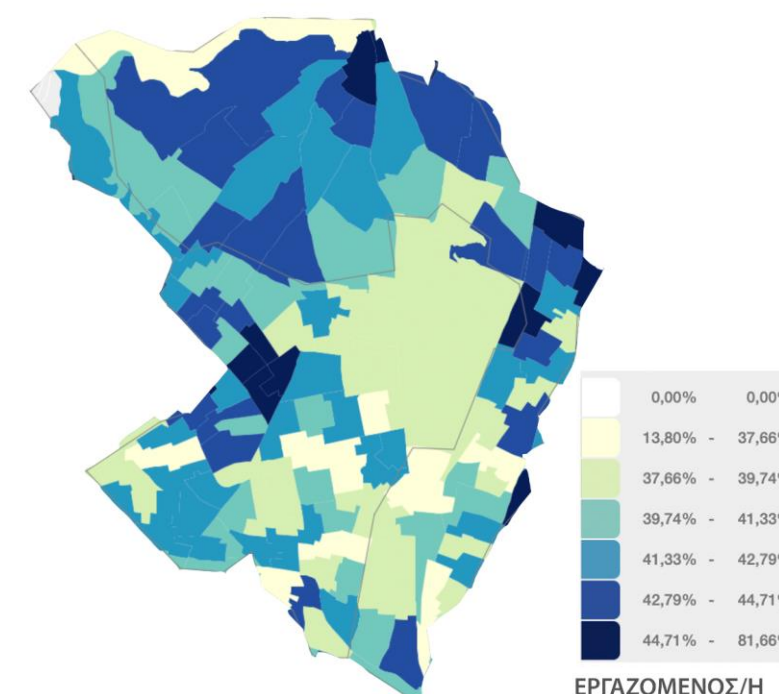 0,00% 0,00%
13,80% - 37,66%
37,66% - 39,74%
39,74% - 41,33%
41,33% - 42,79%
42,79% - 44,71%
44,71% - 81,66%
ΕΡΓΑΖΟΜΕΝΟΣ/Η